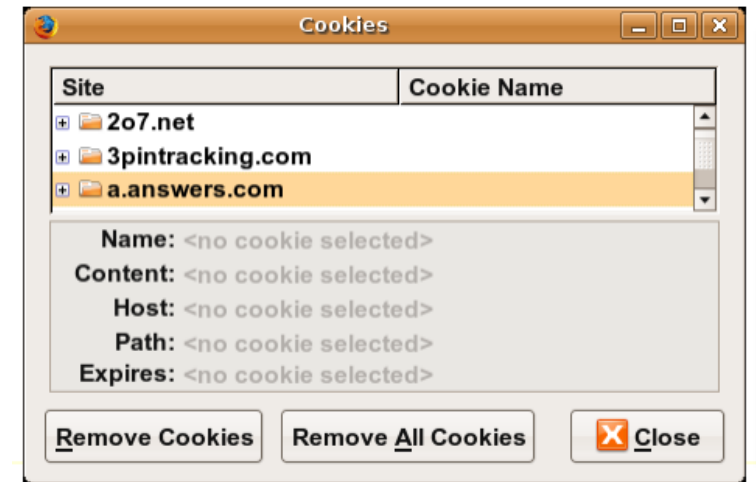 Cookies
Site Cookie Name
2o7.net
3pintracking.com
a.answers.com
Name: <no cookie selected>
Content: <no cookie selected>
Host: <no cookie selected>
Path: <no cookie selected>
Expires: <no cookie selected>
Remove Cookies Remove All Cookies Close